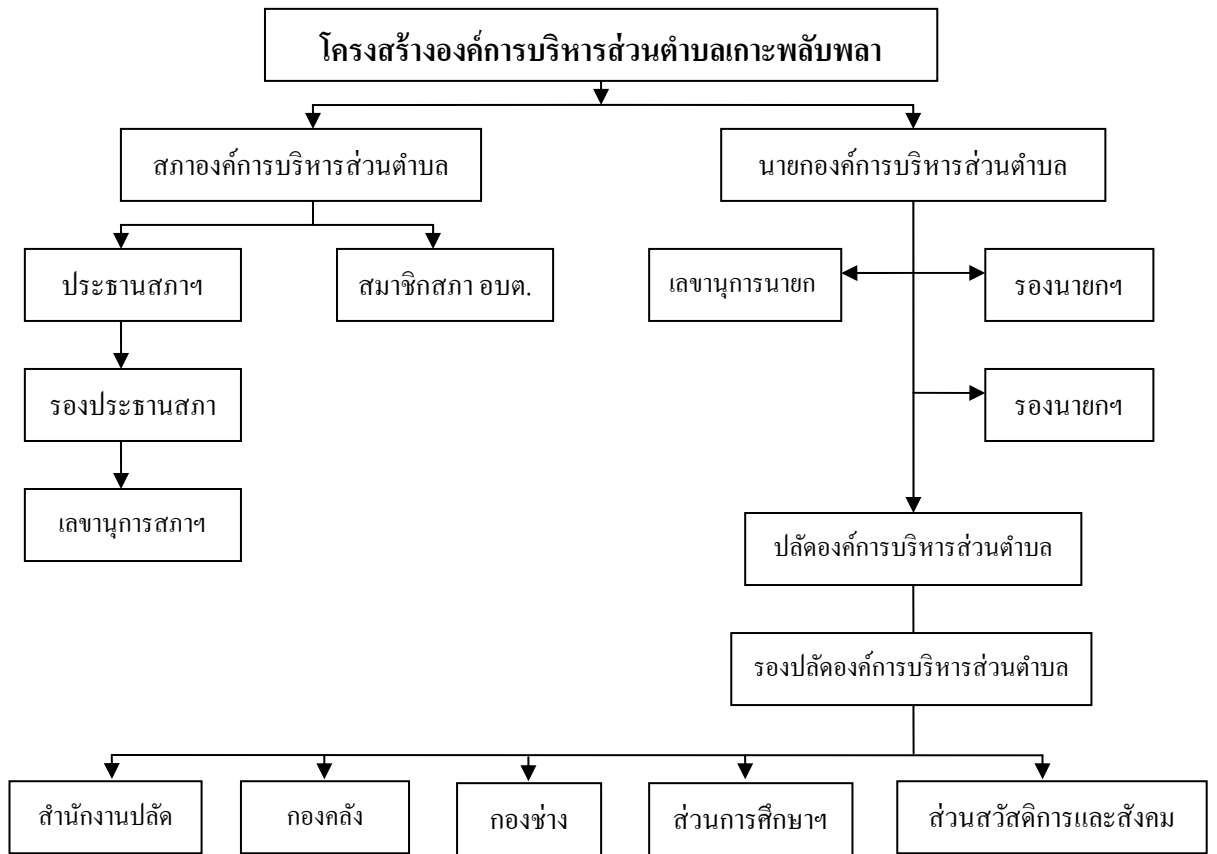 โครงสร้างองค์การบริหารส่วนตำบลเกาะพลับพลา
สภาองค์การบริหารส่วนตำบล
นายกองค์การบริหารส่วนตำบล
ประธานสภาฯ
สมาชิกสภา อบต.
เลขานุการนายก
รองนายกฯ
รองประธานสภา
รองนายกฯ
เลขานุการสภาฯ
ปลัดองค์การบริหารส่วนตำบล
รองปลัดองค์การบริหารส่วนตำบล
สำนักงานปลัด
กองคลัง
กองช่าง
ส่วนการศึกษาฯ
ส่วนสวัสดิการและสังคม